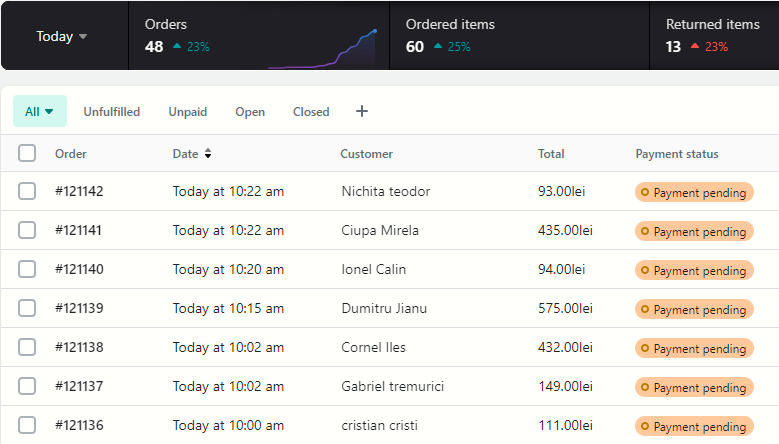 Today Orders Ordered items Returned items
48 23% 60 25% 13 23%
All Unfulfilled Unpaid Open Closed +
Order Date Customer Total Payment status
#121142 Today at 10:22 am Nichita teodor 93.00lei Payment pending
#121141 Today at 10:22 am Ciupa Mirela 435.00lei Payment pending
#121140 Today at 10:20 am Ionel Calin 94.00lei Payment pending
#121139 Today at 10:15 am Dumitru Jianu 575.00lei Payment pending
#121138 Today at 10:02 am Cornel Iles 432.00lei Payment pending
#121137 Today at 10:02 am Gabriel tremurici 149.00lei Payment pending
#121136 Today at 10:00 am cristian cristi 111.00lei Payment pending